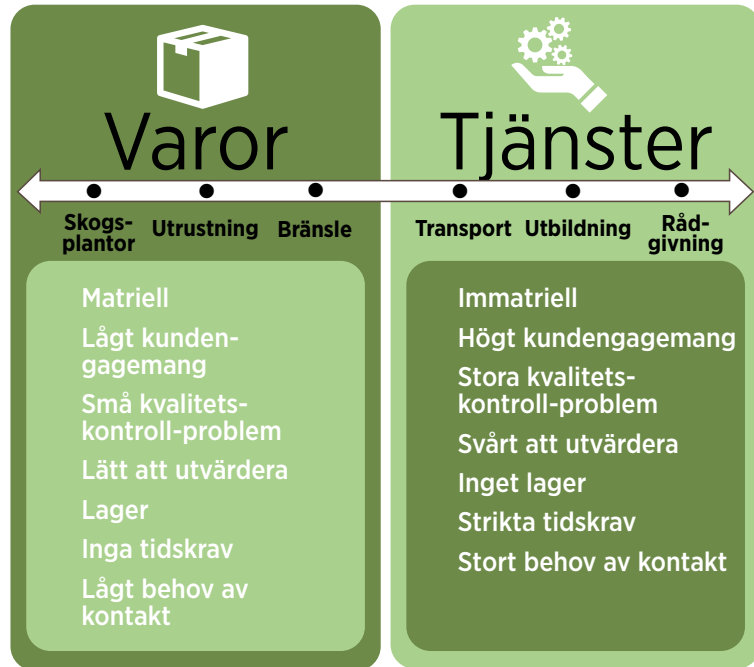 Varor
Tjänster
Skogs-
plantor
Utrustning
Bränsle
Transport
Utbildning
Råd-
givning
Matriell
Lågt kunden-
gagemang
Små kvalitets-
kontroll-problem
Lätt att utvärdera
Lager
Inga tidskrav
Lågt behov av
kontakt
Immatriell
Högt kundengagemang
Stora kvalitets-
kontroll-problem
Svårt att utvärdera
Inget lager
Strikta tidskrav
Stort behov av kontakt